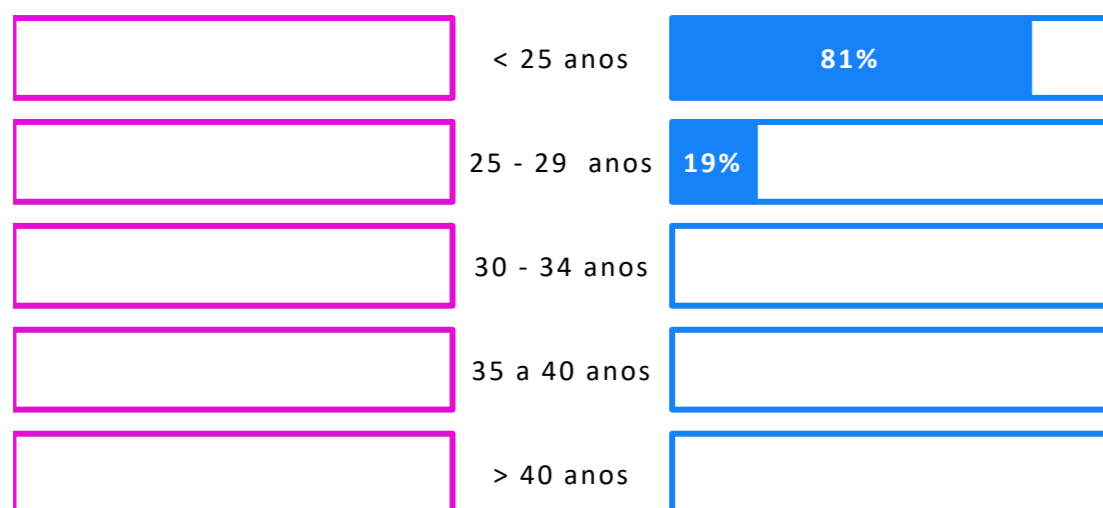 < 25 anos 81%
25 - 29 anos 19%
30 - 34 anos
35 a 40 anos
> 40 anos